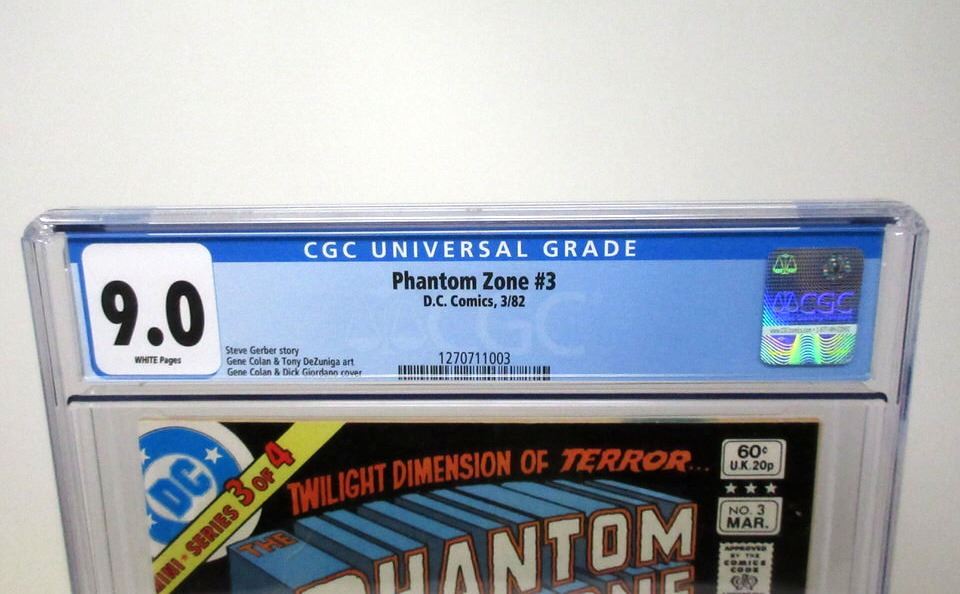 CGC UNIVERSAL GRADE
9.0
WHITE Pages
Phantom Zone #3
D.C. Comics, 3/82
Steve Gerber story
Gene Colan & Tony DeZuniga art
Gene Colan & Dick Giordano cover
1270711003
CGC
CGC
DC
MINI-SERIES 3 OF 4
TWILIGHT DIMENSION OF TERROR...
THE
PHANTOM
ZONE
60¢
U.K. 20p
NO. 3
MAR.
APPROVED
BY THE
COMICS
CODE